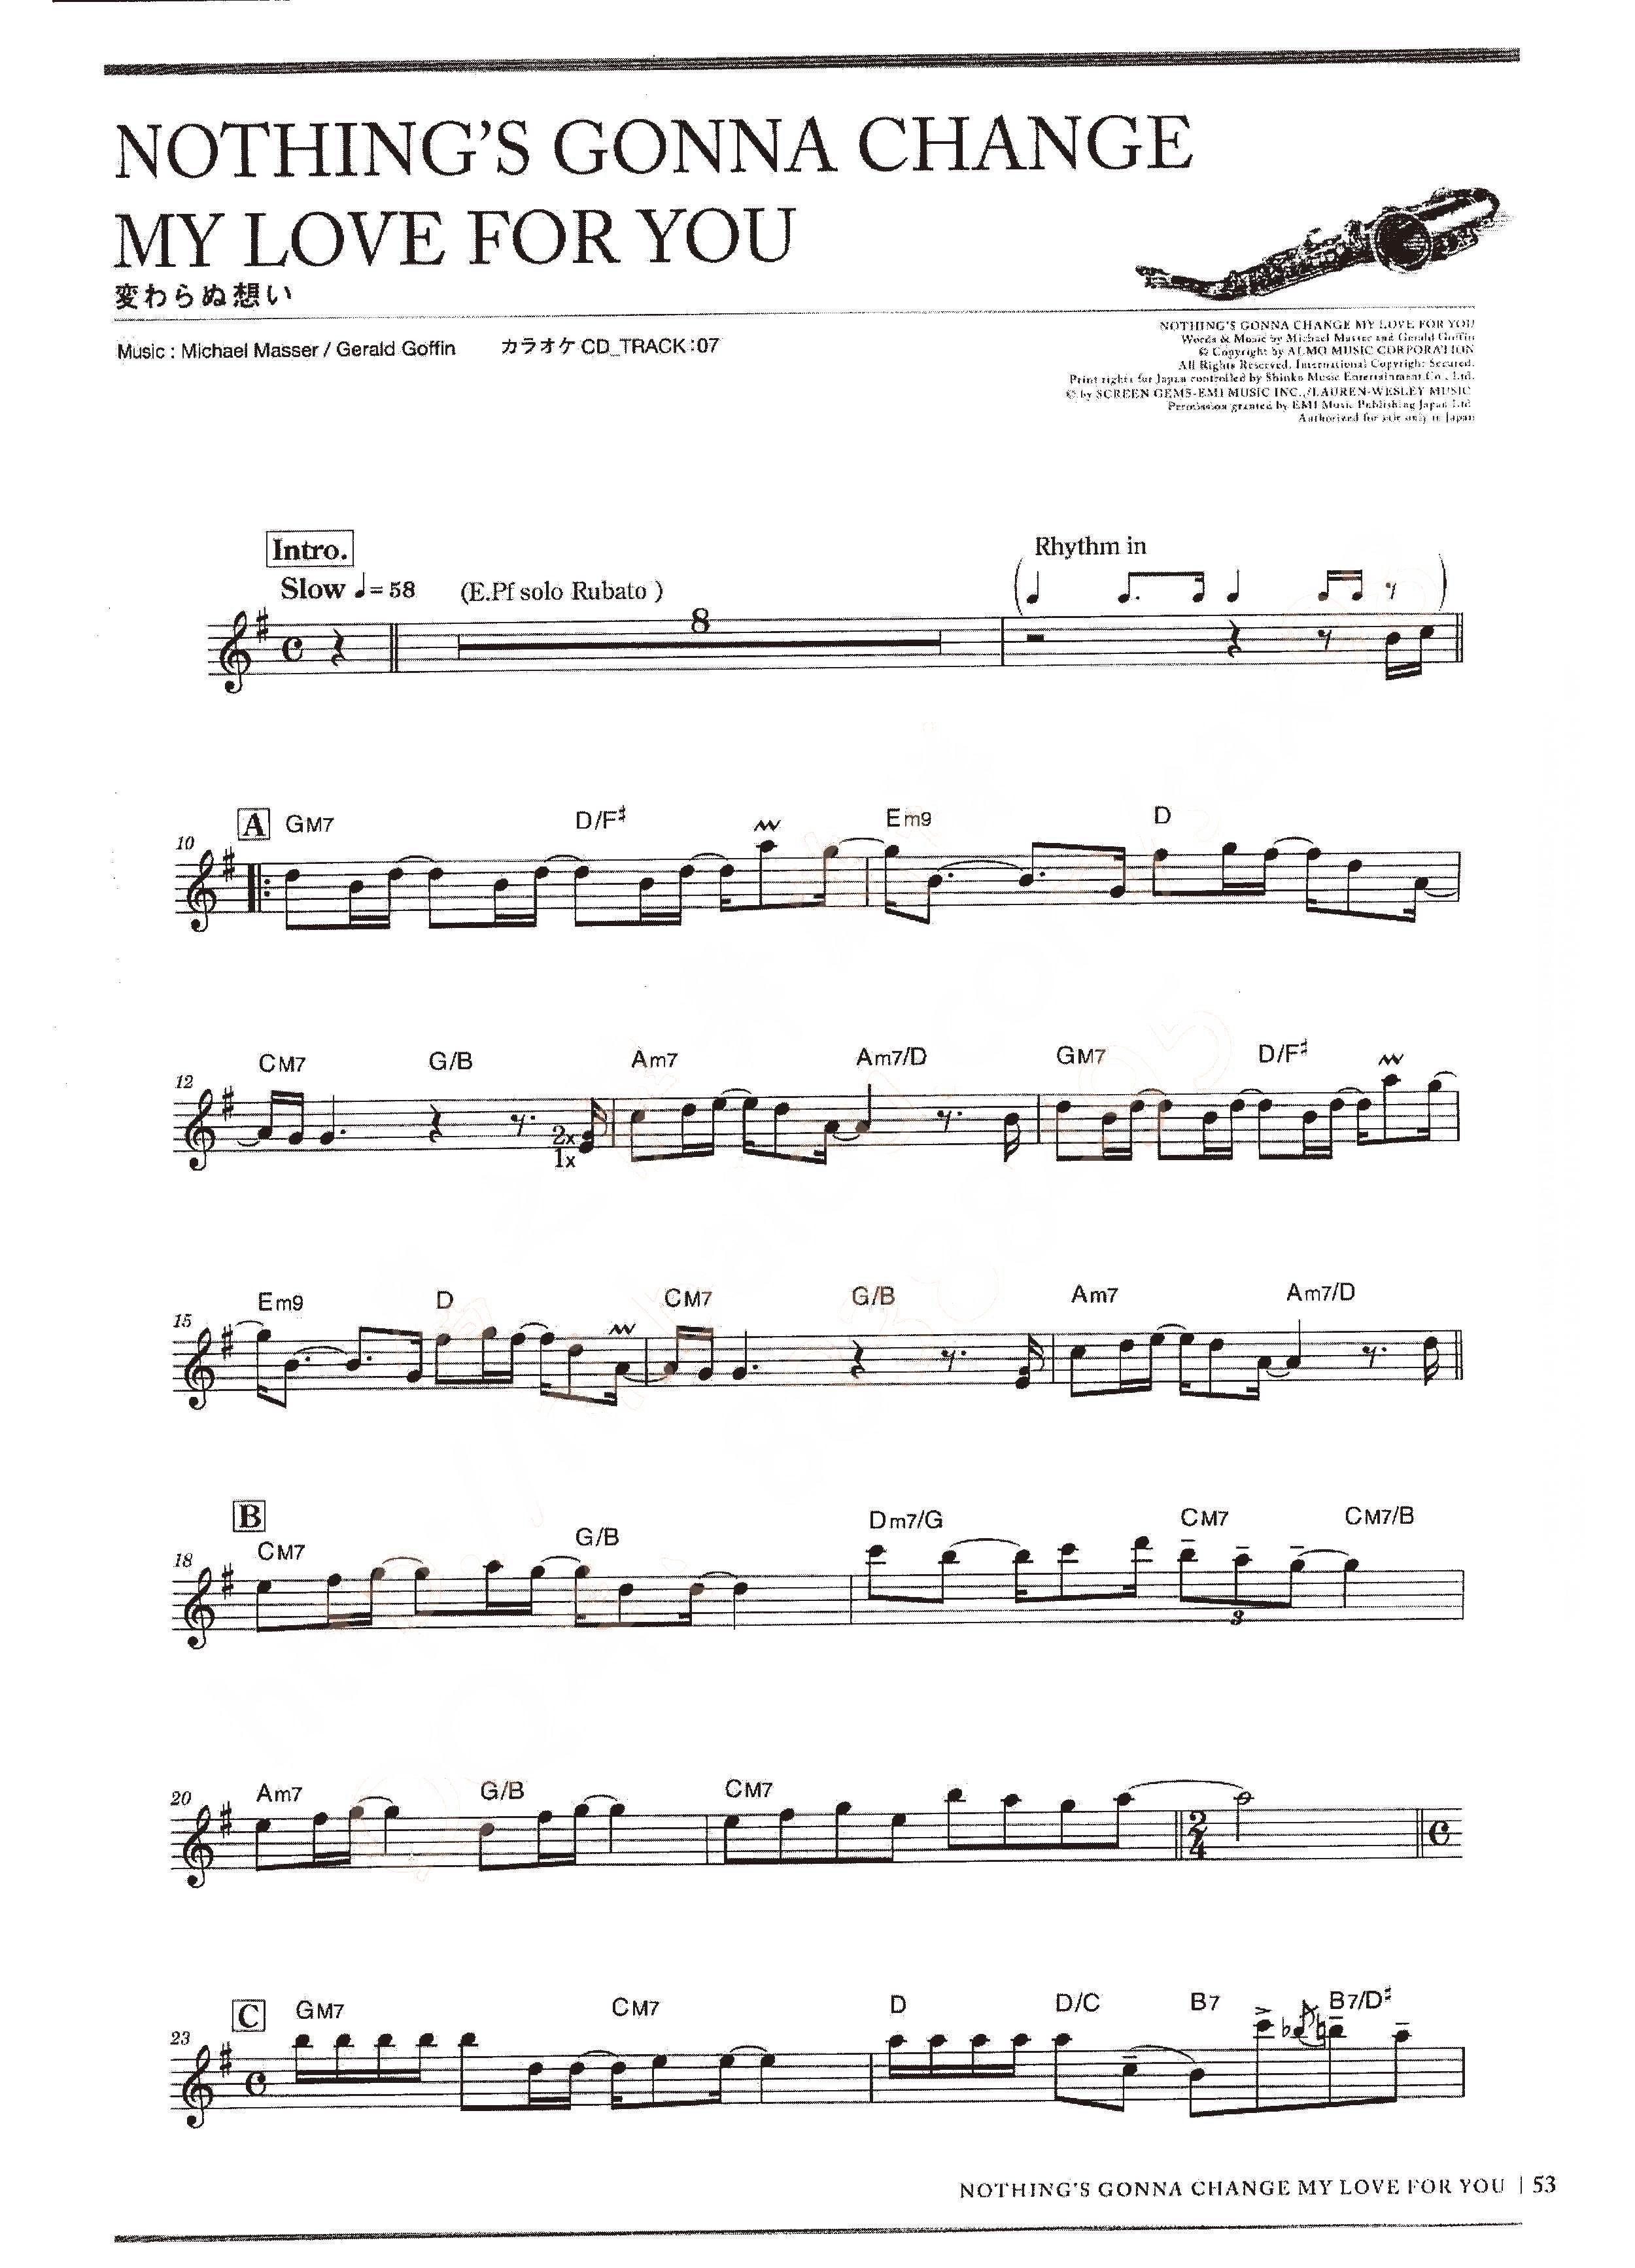 NOTHING'S GONNA CHANGE
MY LOVE FOR YOU
変わらぬ想い
Music : Michael Masser / Gerald Goffin カラオケ CD_TRACK:07
NOTHING'S GONNA CHANGE MY LOVE FOR YOU
Words & Music by Michael Masser and Gerald Goffin
© Copyright by ALMO MUSIC CORPORATION
All Rights Reserved. International Copyright Secured.
Print rights for Japan controlled by Shinko Music Entertainment Co., Ltd.
© by SCREEN GEMS-EMI MUSIC INC./LAUREN-WESLEY MUSIC
Permission granted by EMI Music Publishing Japan Ltd.
Authorized for sale only in Japan
Intro.
Rhythm in
Slow ♩=58 (E.Pf solo Rubato )
8
A GM7 D/F♯ Em9 D
10
CM7 G/B Am7 Am7/D GM7 D/F♯
12
2x
1x
Em9 D CM7 G/B Am7 Am7/D
15
B
CM7 G/B Dm7/G CM7 CM7/B
18
3
Am7 G/B CM7
20
2
4
C GM7 CM7 D D/C B7 B7/D♯
23
NOTHING'S GONNA CHANGE MY LOVE FOR YOU | 53